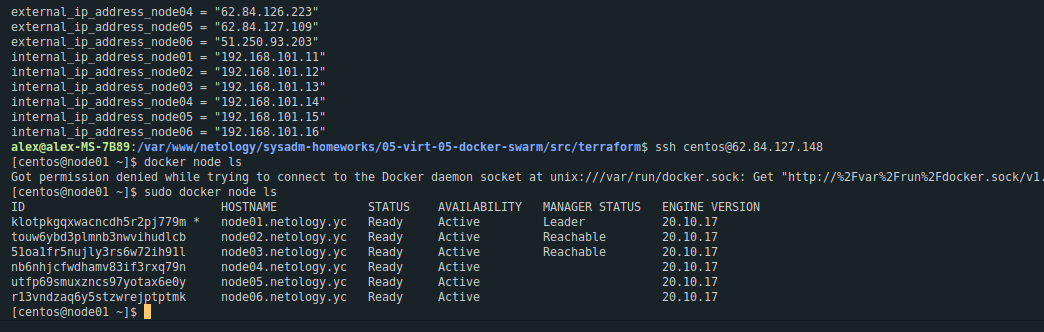 external_ip_address_node04 = "62.84.126.223"
external_ip_address_node05 = "62.84.127.109"
external_ip_address_node06 = "51.250.93.203"
internal_ip_address_node01 = "192.168.101.11"
internal_ip_address_node02 = "192.168.101.12"
internal_ip_address_node03 = "192.168.101.13"
internal_ip_address_node04 = "192.168.101.14"
internal_ip_address_node05 = "192.168.101.15"
internal_ip_address_node06 = "192.168.101.16"
alex@alex-MS-7B89:/var/www/netology/sysadm-homeworks/05-virt-05-docker-swarm/src/terraform$ ssh centos@62.84.127.148
[centos@node01 ~]$ docker node ls
Got permission denied while trying to connect to the Docker daemon socket at unix:///var/run/docker.sock: Get "http://%2Fvar%2Frun%2Fdocker.sock/v1.
[centos@node01 ~]$ sudo docker node ls
ID HOSTNAME STATUS AVAILABILITY MANAGER STATUS ENGINE VERSION
klotpkgqxwacncdh5r2pj779m * node01.netology.yc Ready Active Leader 20.10.17
touw6ybd3plmnb3nwvihudlcb node02.netology.yc Ready Active Reachable 20.10.17
51oa1fr5nujly3rs6w72ih91l node03.netology.yc Ready Active Reachable 20.10.17
nb6nhjcfwdhamv83if3rxq79n node04.netology.yc Ready Active 20.10.17
utfp69smuxzncs97yotax6e0y node05.netology.yc Ready Active 20.10.17
r13vndzaq6y5stzwrejptptmk node06.netology.yc Ready Active 20.10.17
[centos@node01 ~]$